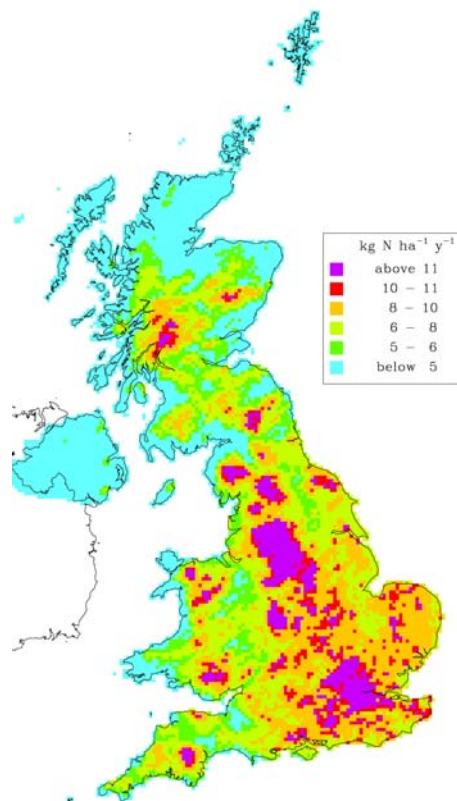 kg N ha⁻¹ y⁻¹
above 11
10 – 11
8 – 10
6 – 8
5 – 6
below 5